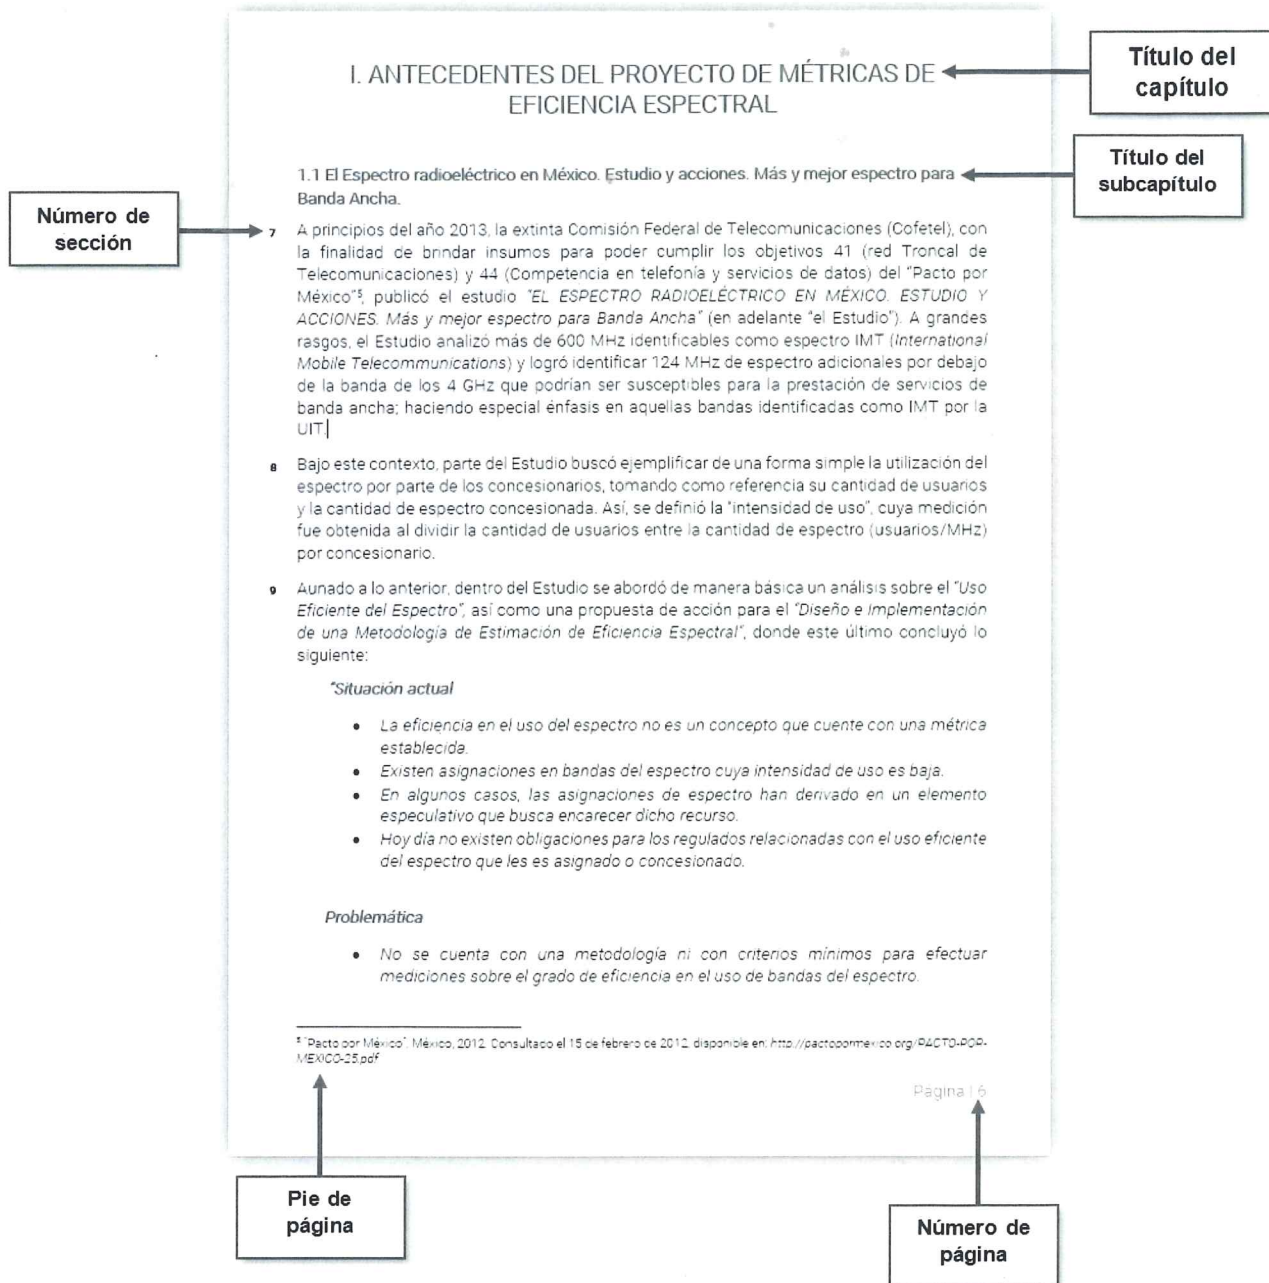 I. ANTECEDENTES DEL PROYECTO DE MÉTRICAS DE
EFICIENCIA ESPECTRAL
Título del
capítulo
1.1 El Espectro radioeléctrico en México. Estudio y acciones. Más y mejor espectro para
Banda Ancha.
Título del
subcapítulo
Número de
sección
7 A principios del año 2013, la extinta Comisión Federal de Telecomunicaciones (Cofetel), con
la finalidad de brindar insumos para poder cumplir los objetivos 41 (red Troncal de
Telecomunicaciones) y 44 (Competencia en telefonía y servicios de datos) del "Pacto por
México"5, publicó el estudio "EL ESPECTRO RADIOELÉCTRICO EN MÉXICO. ESTUDIO Y
ACCIONES. Más y mejor espectro para Banda Ancha" (en adelante "el Estudio"). A grandes
rasgos, el Estudio analizó más de 600 MHz identificables como espectro IMT (International
Mobile Telecommunications) y logró identificar 124 MHz de espectro adicionales por debajo
de la banda de los 4 GHz que podrían ser susceptibles para la prestación de servicios de
banda ancha; haciendo especial énfasis en aquellas bandas identificadas como IMT por la
UIT.
8 Bajo este contexto, parte del Estudio buscó ejemplificar de una forma simple la utilización del
espectro por parte de los concesionarios, tomando como referencia su cantidad de usuarios
y la cantidad de espectro concesionada. Así, se definió la "intensidad de uso", cuya medición
fue obtenida al dividir la cantidad de usuarios entre la cantidad de espectro (usuarios/MHz)
por concesionario.
9 Aunado a lo anterior, dentro del Estudio se abordó de manera básica un análisis sobre el "Uso
Eficiente del Espectro", así como una propuesta de acción para el "Diseño e Implementación
de una Metodología de Estimación de Eficiencia Espectral", donde este último concluyó lo
siguiente:
"Situación actual
• La eficiencia en el uso del espectro no es un concepto que cuente con una métrica
establecida.
• Existen asignaciones en bandas del espectro cuya intensidad de uso es baja.
• En algunos casos, las asignaciones de espectro han derivado en un elemento
especulativo que busca encarecer dicho recurso.
• Hoy día no existen obligaciones para los regulados relacionadas con el uso eficiente
del espectro que les es asignado o concesionado.
Problemática
• No se cuenta con una metodología ni con criterios mínimos para efectuar
mediciones sobre el grado de eficiencia en el uso de bandas del espectro.
5 "Pacto por México". México, 2012. Consultado el 15 de febrero de 2012, disponible en: http://pactopormexico.org/PACTO-POR-
MEXICO-25.pdf
Página | 6
Pie de
página
Número de
página